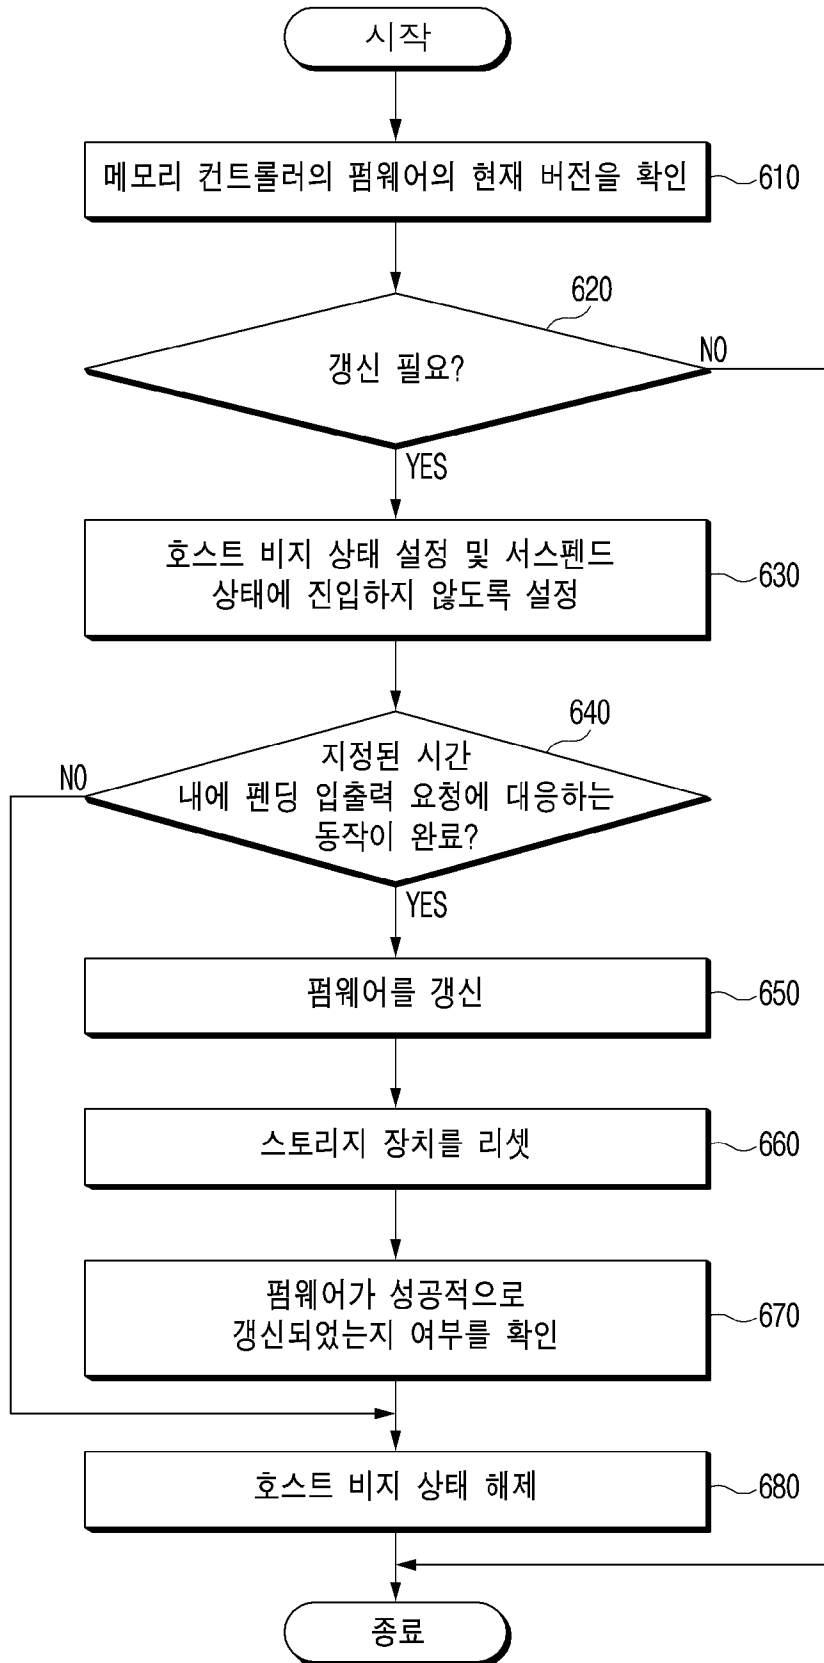 시작
메모리 컨트롤러의 펌웨어의 현재 버전을 확인
610
620
갱신 필요?
NO
YES
호스트 비지 상태 설정 및 서스펜드
상태에 진입하지 않도록 설정
630
640
지정된 시간
내에 펜딩 입출력 요청에 대응하는
동작이 완료?
NO
YES
펌웨어를 갱신
650
스토리지 장치를 리셋
660
펌웨어가 성공적으로
갱신되었는지 여부를 확인
670
호스트 비지 상태 해제
680
종료